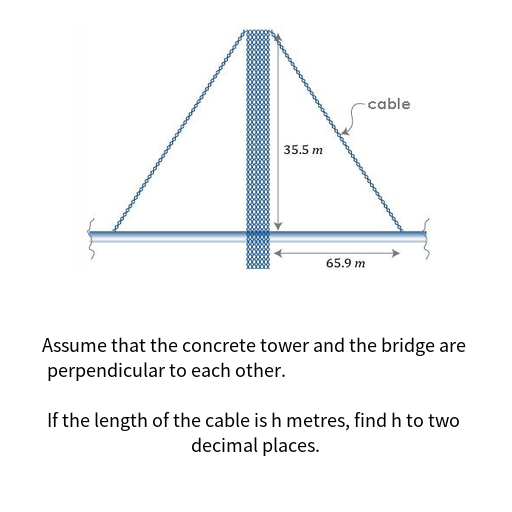 cable
35.5 m
65.9 m
Assume that the concrete tower and the bridge are
perpendicular to each other.
If the length of the cable is h metres, find h to two
decimal places.